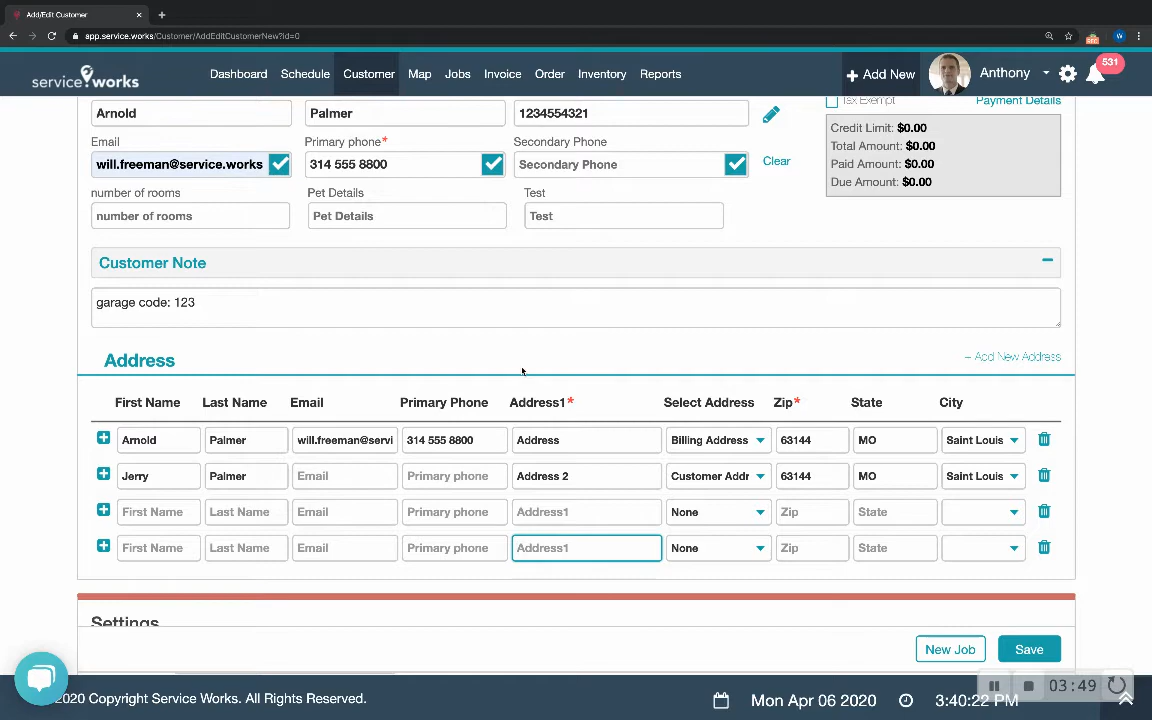 Add/Edit Customer
app.service.works/Customer/AddEditCustomerNew?id=0
service works Dashboard Schedule Customer Map Jobs Invoice Order Inventory Reports Add New Anthony 531
Tax Exempt Payment Details
Arnold Palmer 1234554321
Credit Limit: $0.00
Email Primary phone* Secondary Phone
Total Amount: $0.00
will.freeman@service.works 314 555 8800 Secondary Phone Clear
Paid Amount: $0.00
Due Amount: $0.00
number of rooms Pet Details Test
number of rooms Pet Details Test
Customer Note
garage code: 123
Address + Add New Address
First Name Last Name Email Primary Phone Address1* Select Address Zip* State City
Arnold Palmer will.freeman@servi 314 555 8800 Address Billing Address 63144 MO Saint Louis
Jerry Palmer Email Primary phone Address 2 Customer Addr 63144 MO Saint Louis
First Name Last Name Email Primary phone Address1 None Zip State
First Name Last Name Email Primary phone Address1 None Zip State
Settings
New Job Save
2020 Copyright Service Works. All Rights Reserved. Mon Apr 06 2020 3:40:22 PM 03:49